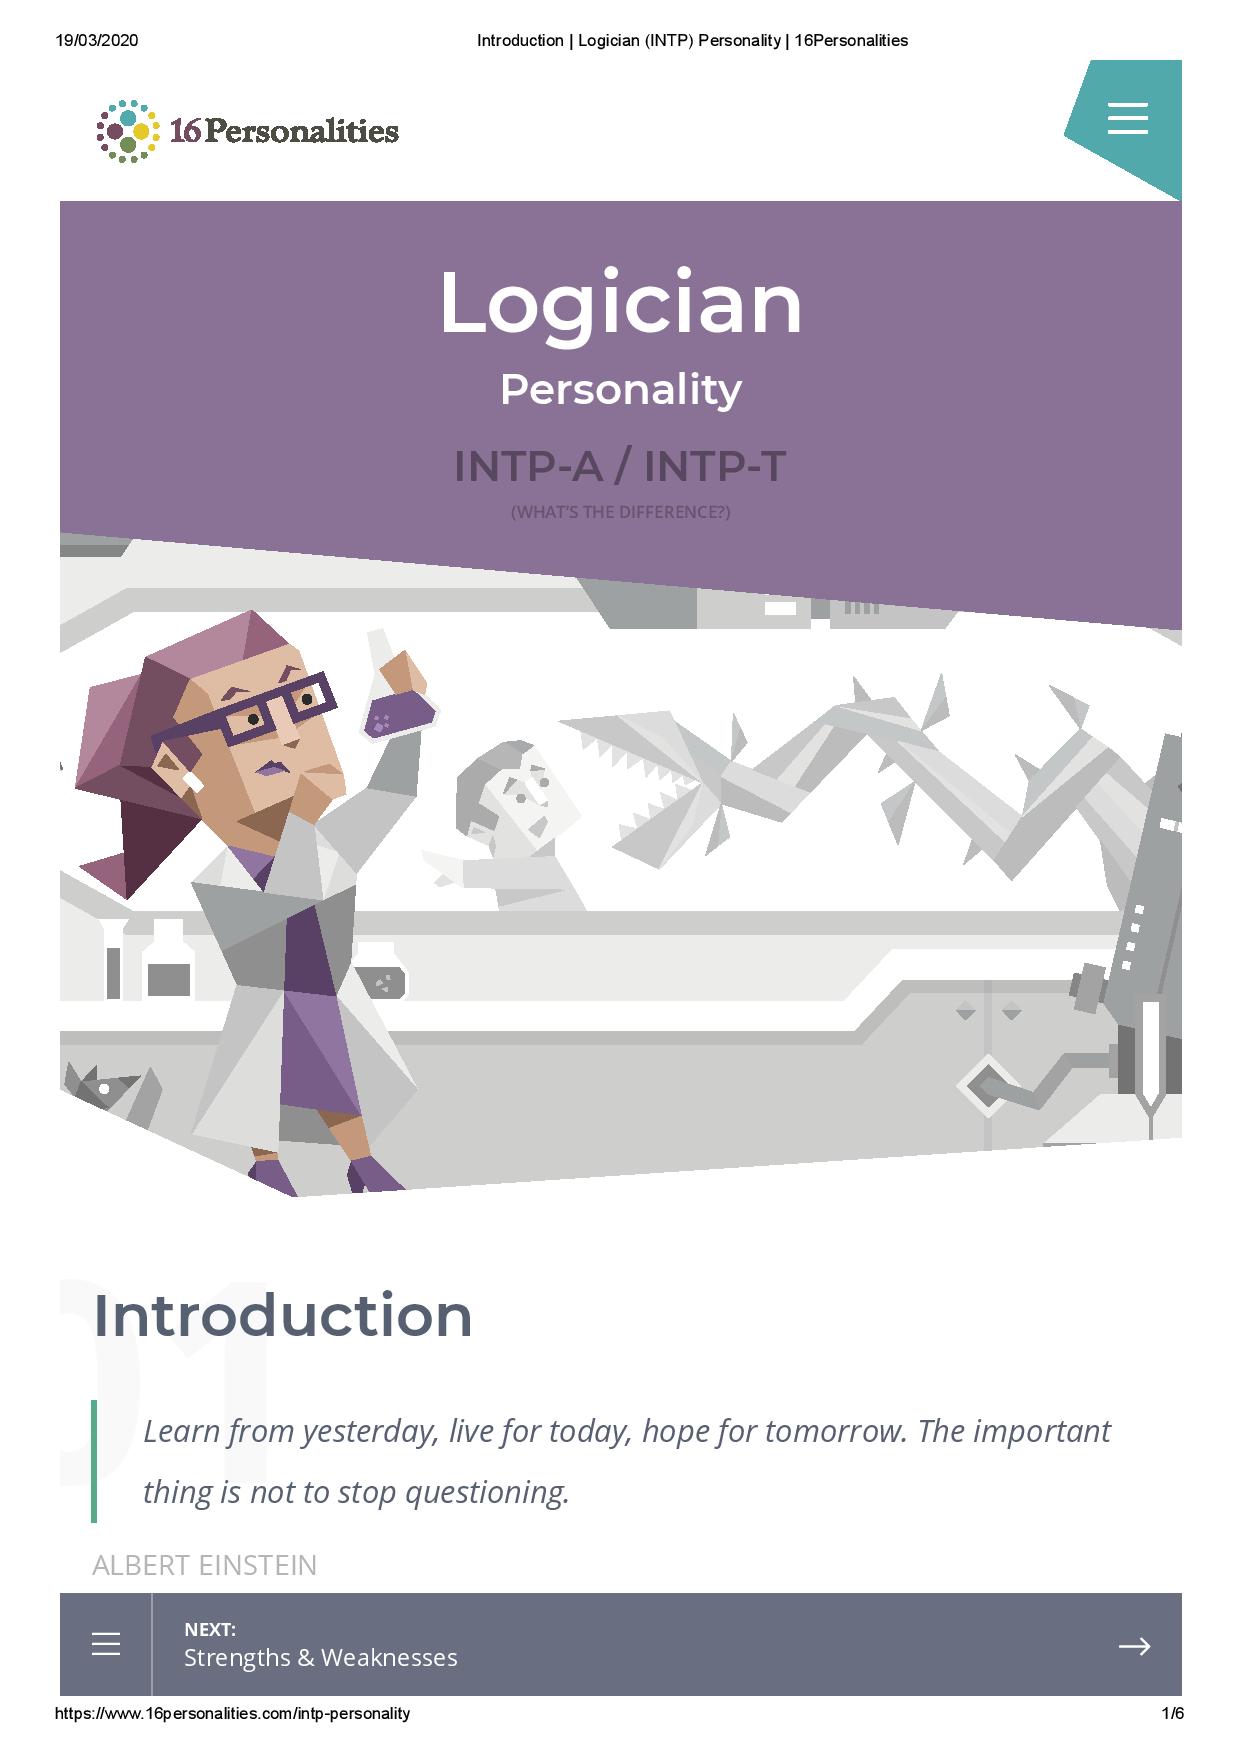 19/03/2020 Introduction | Logician (INTP) Personality | 16Personalities
16Personalities
Logician
Personality
INTP-A / INTP-T
(WHAT'S THE DIFFERENCE?)
01
Introduction
Learn from yesterday, live for today, hope for tomorrow. The important
thing is not to stop questioning.
ALBERT EINSTEIN
NEXT:
Strengths & Weaknesses
https://www.16personalities.com/intp-personality 1/6